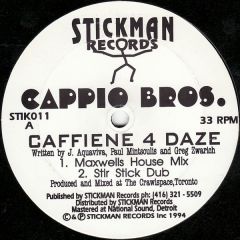 STICKMAN
RECORDS
CAPPIO BROS.
STIK011
A
33 RPM
CAFFIENE 4 DAZE
Written by J. Aquaviva, Paul Mintsoulis and Greg Zwarich
1. Maxwells House Mix
2. Stir Stick Dub
Produced and Mixed at The Crawlspace,Toronto
Published by STICKMAN Records ph# (416) 321 - 5509
Distributed by STICKMAN Records
Mastered at National Sound, Detroit
© & ℗ STICKMAN RECORDS Inc 1994